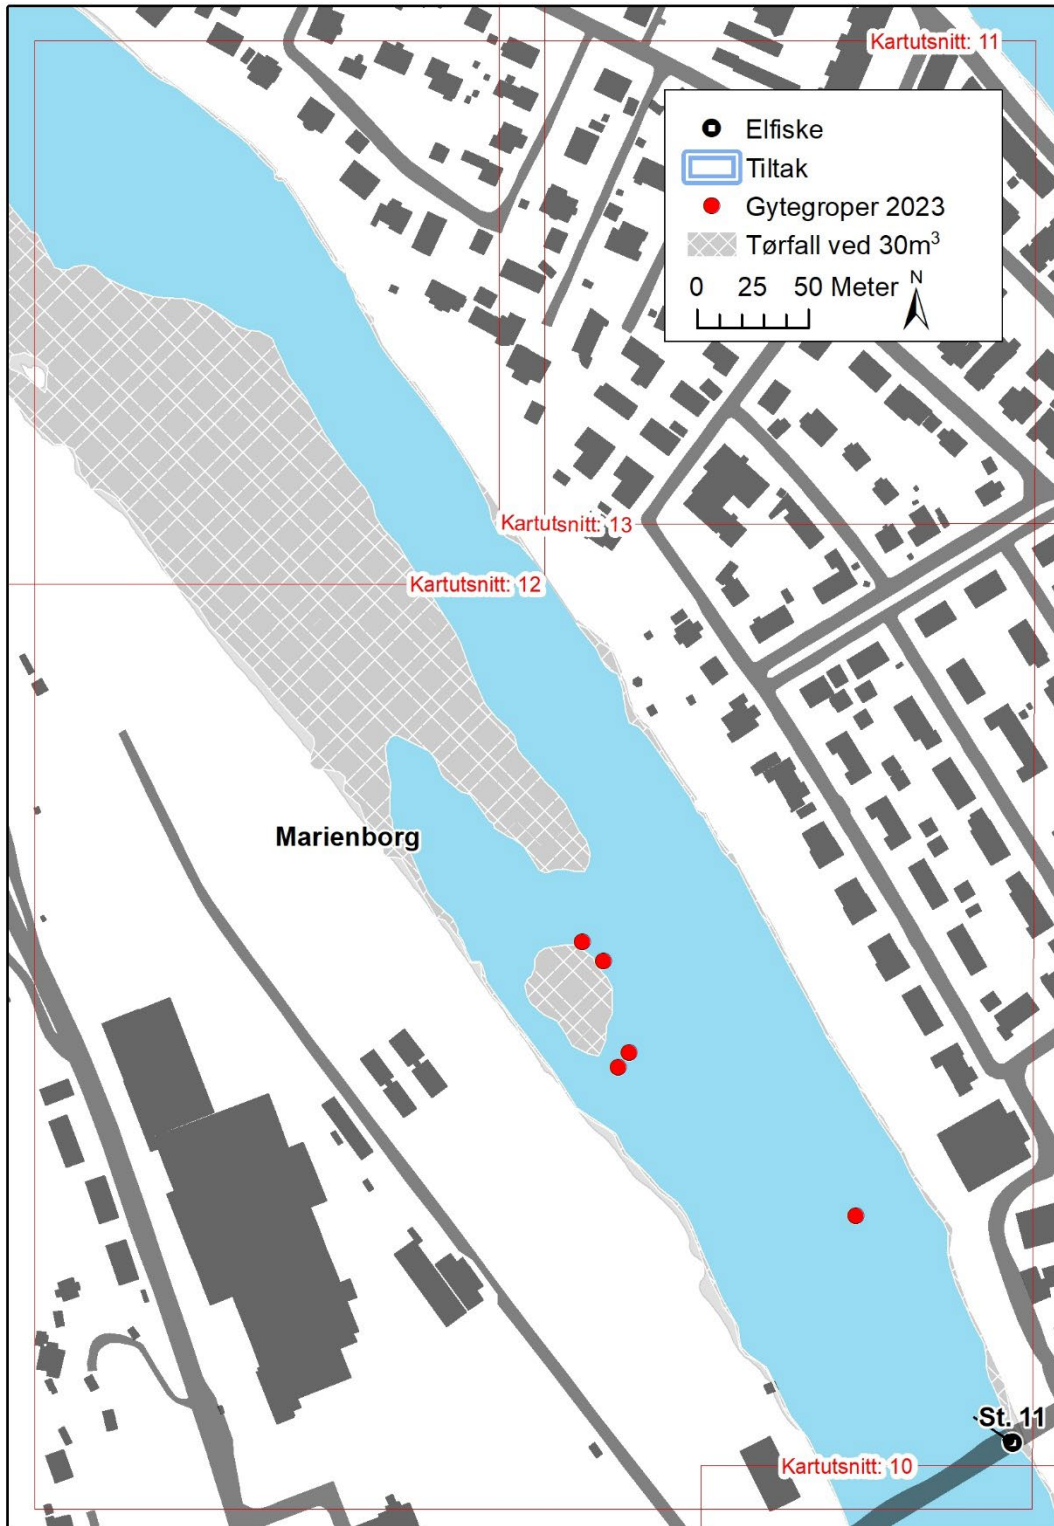 Kartutsnitt: 11
Elfiske
Tiltak
Gytegroper 2023
Tørfall ved 30m³
0 25 50 Meter
N
Kartutsnitt: 13
Kartutsnitt: 12
Marienborg
St. 11
Kartutsnitt: 10